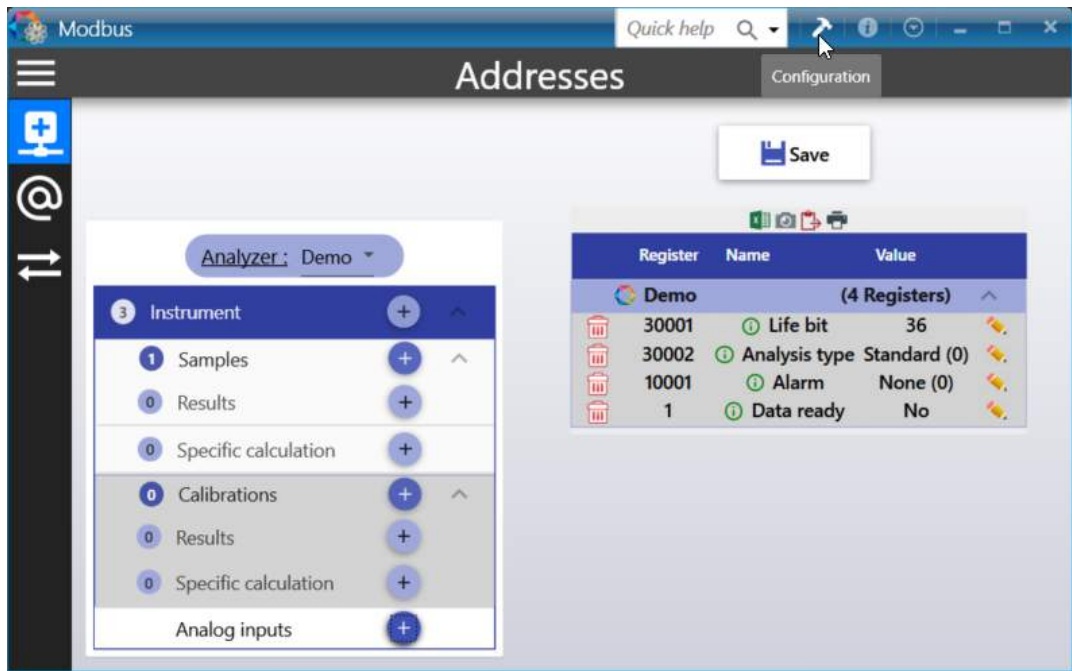 Modbus
Quick help
Addresses
Configuration
Save
Analyzer : Demo
3 Instrument +
1 Samples +
0 Results +
0 Specific calculation +
0 Calibrations +
0 Results +
0 Specific calculation +
Analog inputs +
Register Name Value
Demo (4 Registers)
30001 Life bit 36
30002 Analysis type Standard (0)
10001 Alarm None (0)
1 Data ready No